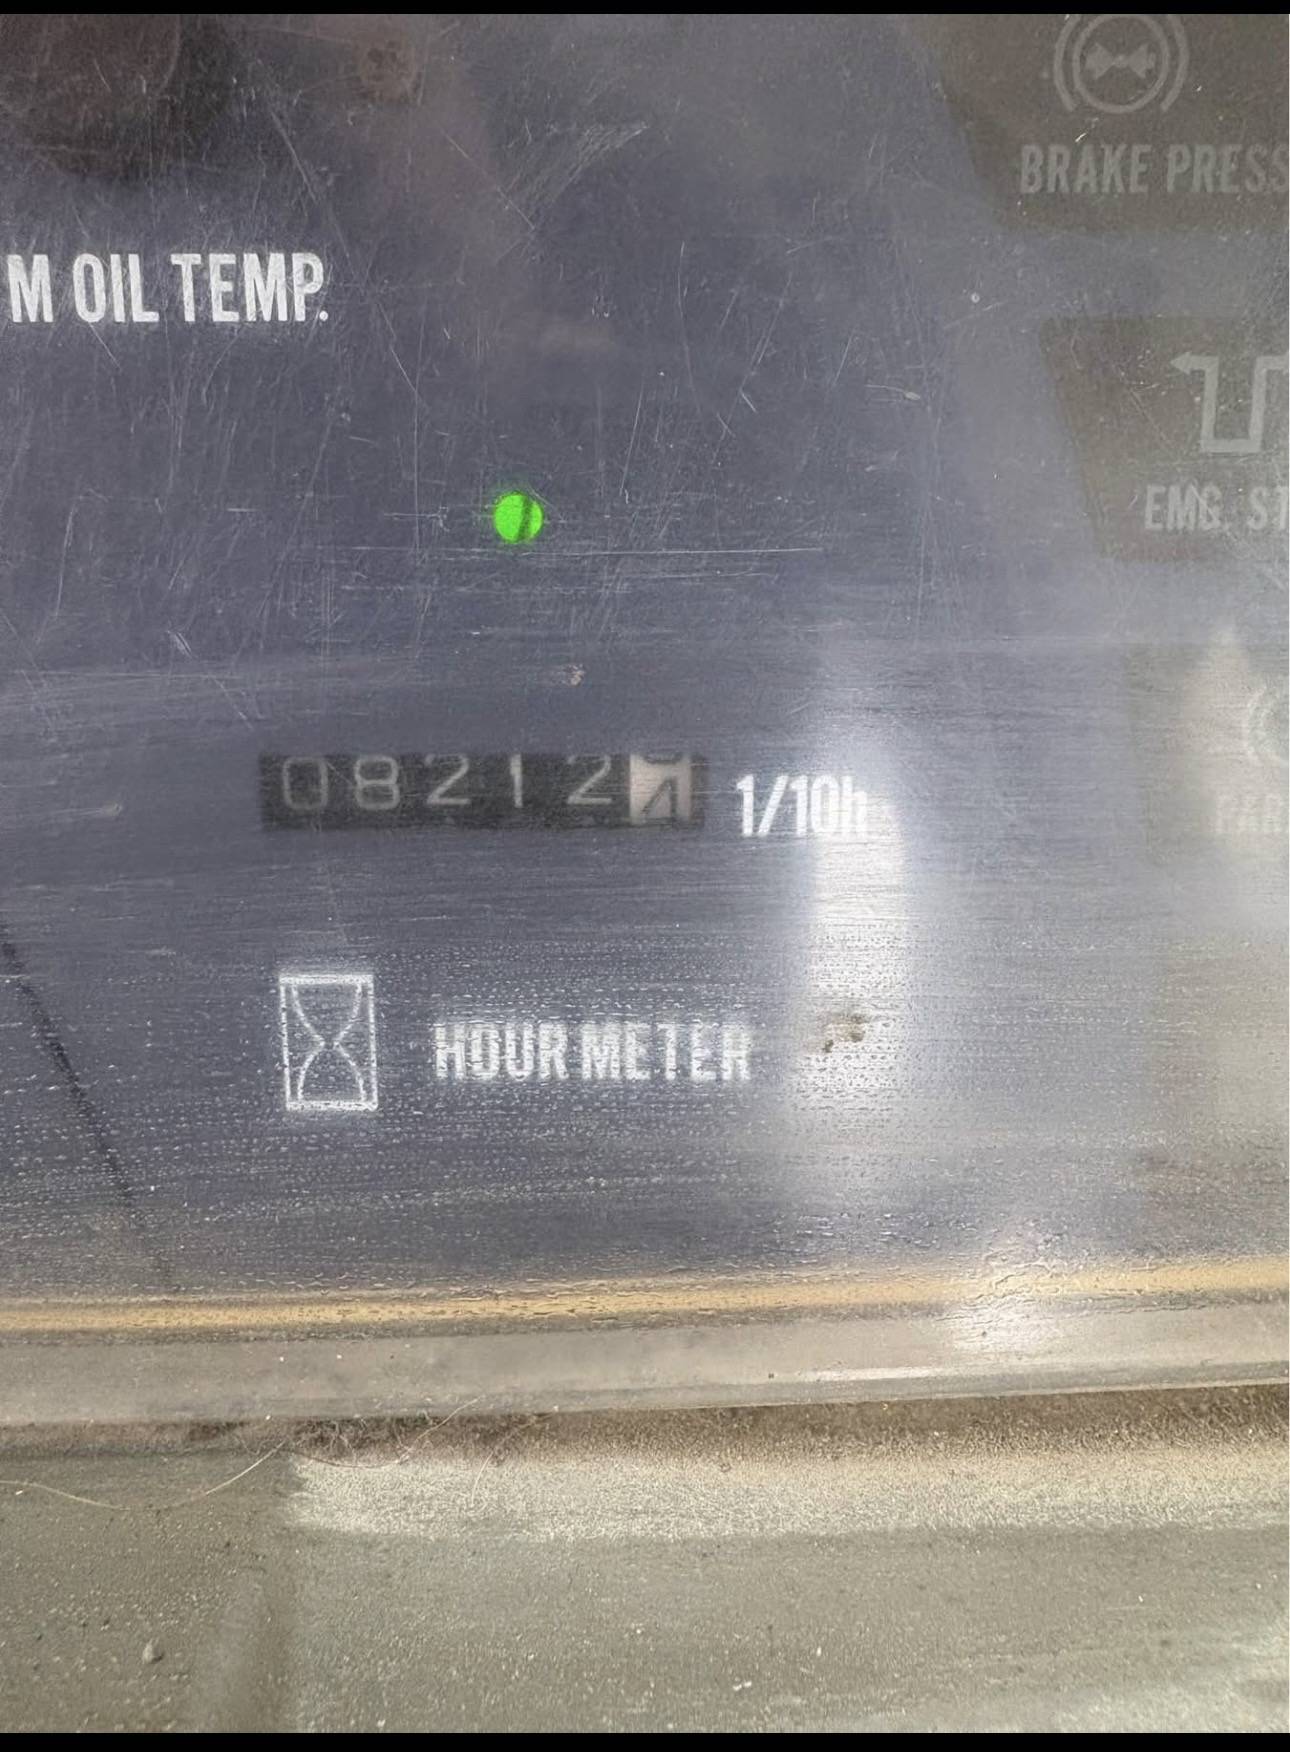 BRAKE PRESS
M OIL TEMP.
EMG. ST
08212
1/10h
HOUR METER